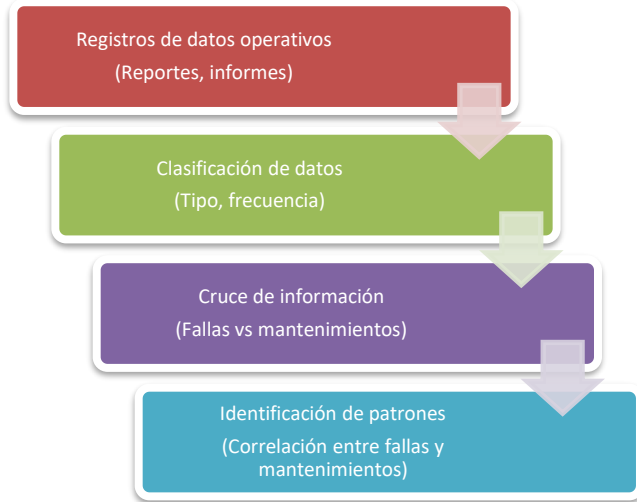 Registros de datos operativos
(Reportes, informes)
Clasificación de datos
(Tipo, frecuencia)
Cruce de información
(Fallas vs mantenimientos)
Identificación de patrones
(Correlación entre fallas y
mantenimientos)